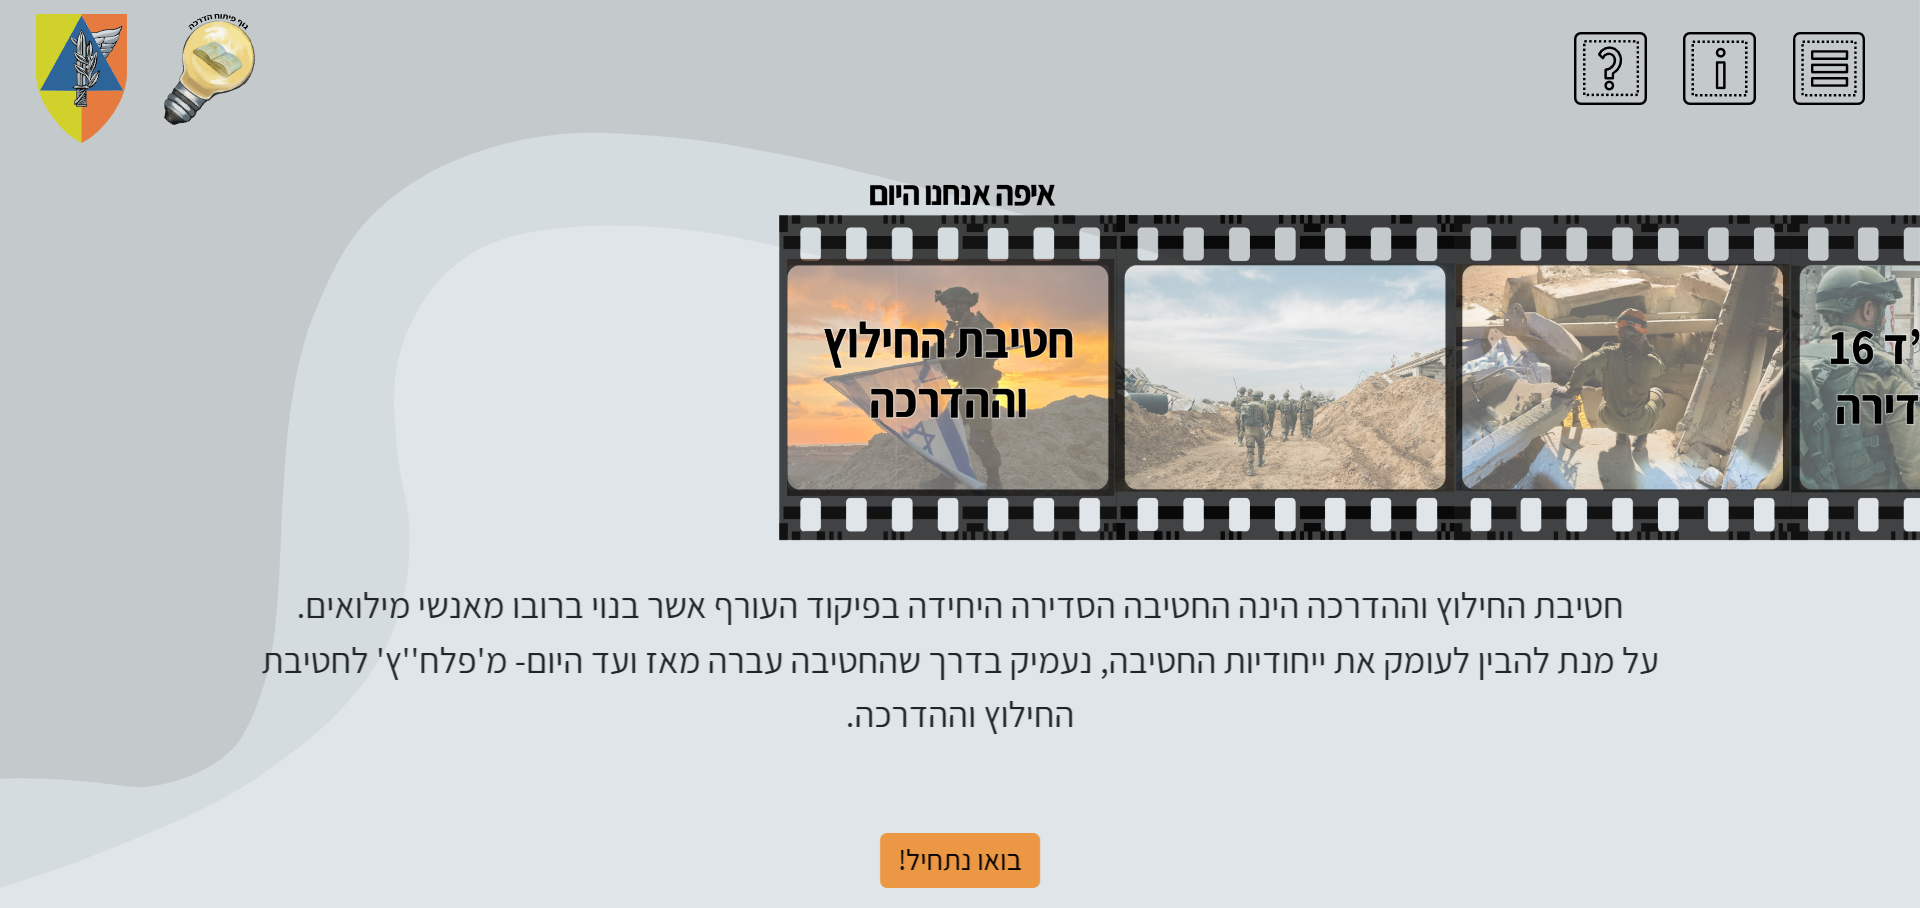 גוף פיתוח הדרכה
איפה אנחנו היום
חטיבת החילוץ
וההדרכה
16 ד'
דירה
חטיבת החילוץ וההדרכה הינה החטיבה הסדירה היחידה בפיקוד העורף אשר בנוי ברובו מאנשי מילואים.
על מנת להבין לעומק את ייחודיות החטיבה, נעמיק בדרך שהחטיבה עברה מאז ועד היום- מ'פלח''ץ' לחטיבת
החילוץ וההדרכה.
בואו נתחיל!